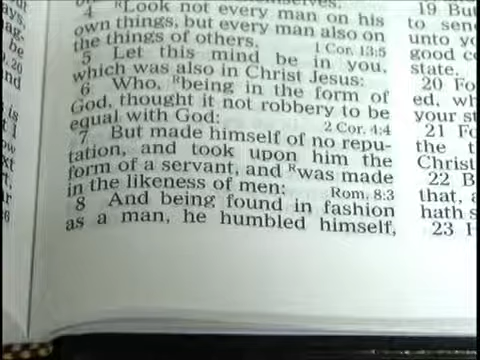 4 ᴿLook not every man on his
own things, but every man also on
the things of others. 1 Cor. 13:5
5 Let this mind be in you,
which was also in Christ Jesus:
6 Who, ᴿbeing in the form of
God, thought it not robbery to be
equal with God: 2 Cor. 4:4
7 But made himself of no repu-
tation, and took upon him the
form of a servant, and ᴿwas made
in the likeness of men: Rom. 8:3
8 And being found in fashion
as a man, he humbled himself,
19 But
to send
unto yo
good co
state.
20 Fo
ed, wh
your st
21 Fo
the t
Christ
22 B
that, a
hath s
23 H